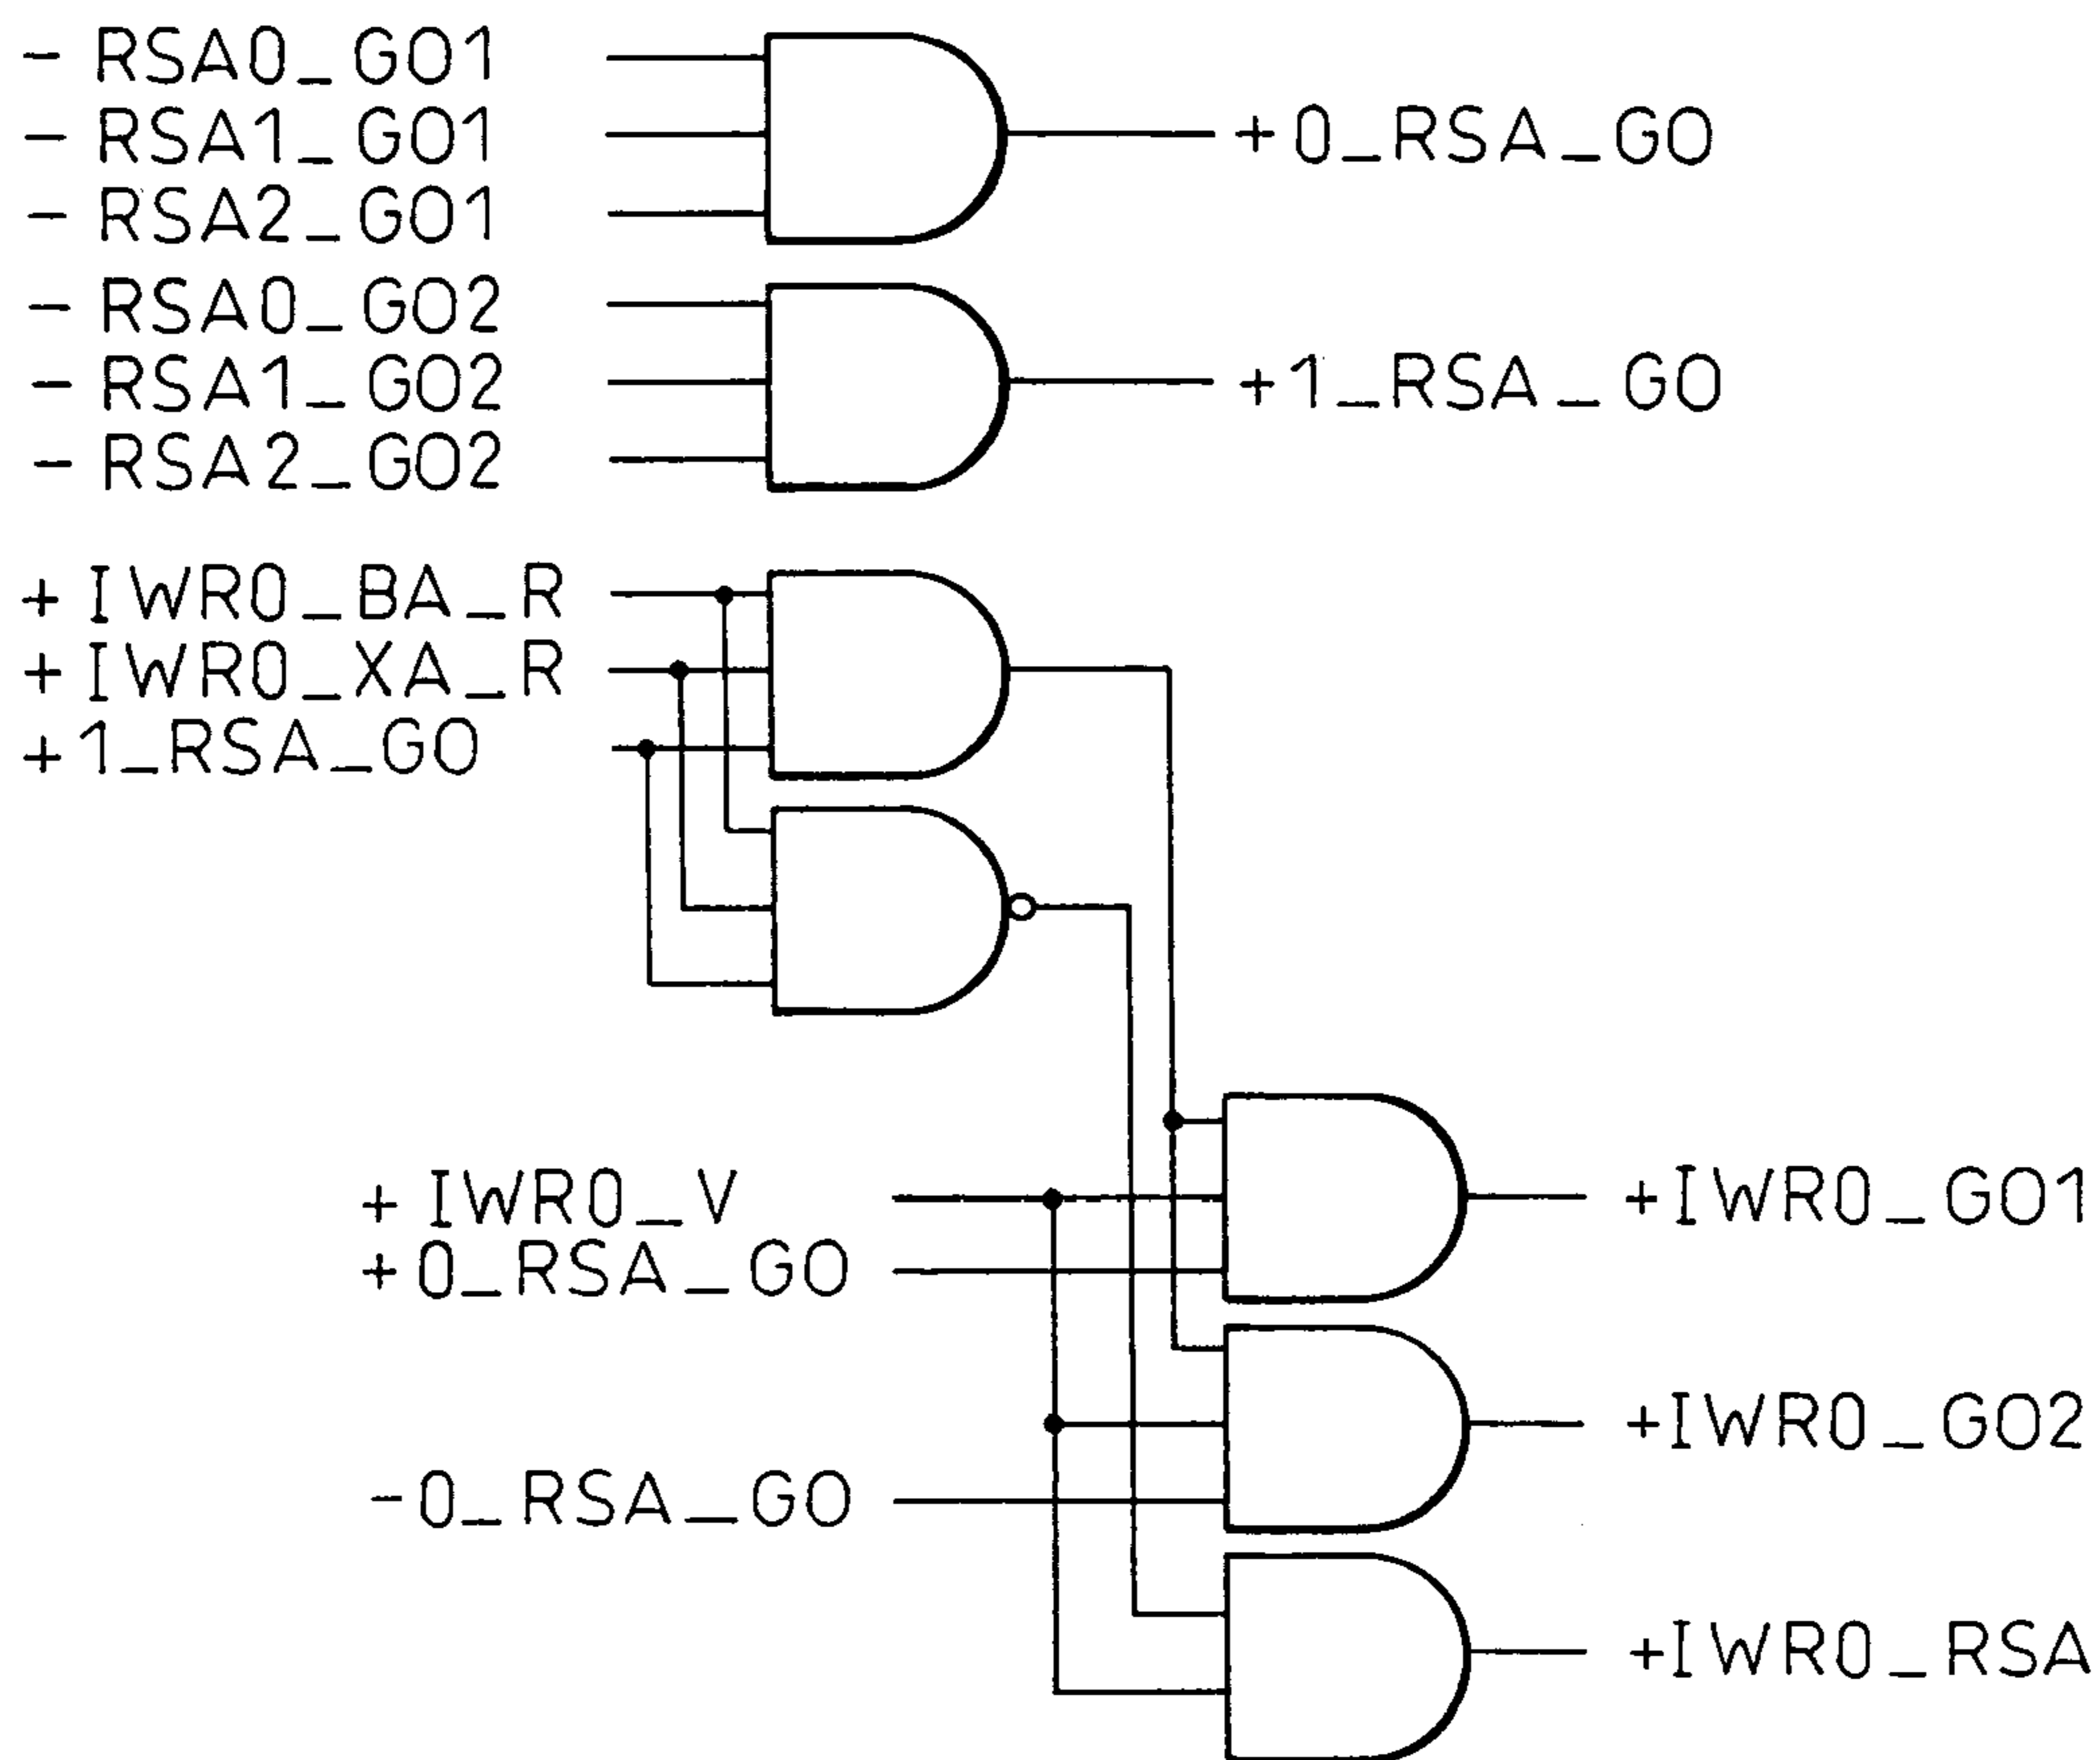 - RSA0_GO1
- RSA1_GO1
- RSA2_GO1
+0_RSA_GO
- RSA0_GO2
- RSA1_GO2
- RSA2_GO2
+1_RSA_GO
+IWR0_BA_R
+IWR0_XA_R
+1_RSA_GO
+IWR0_V
+0_RSA_GO
-0_RSA_GO
+IWR0_GO1
+IWR0_GO2
+IWR0_RSA